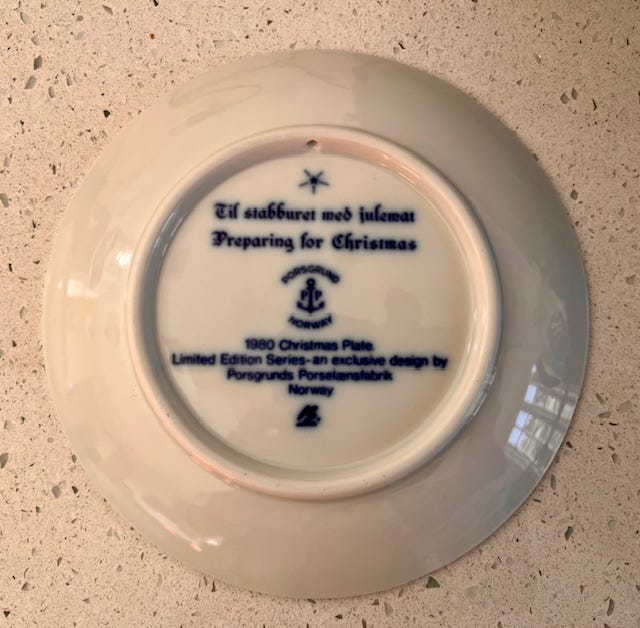 Til stabburet med julemat
Preparing for Christmas
PORSGRUND
PP
NORWAY
1980 Christmas Plate
Limited Edition Series-an exclusive design by
Porsgrunds Porselænsfabrik
Norway